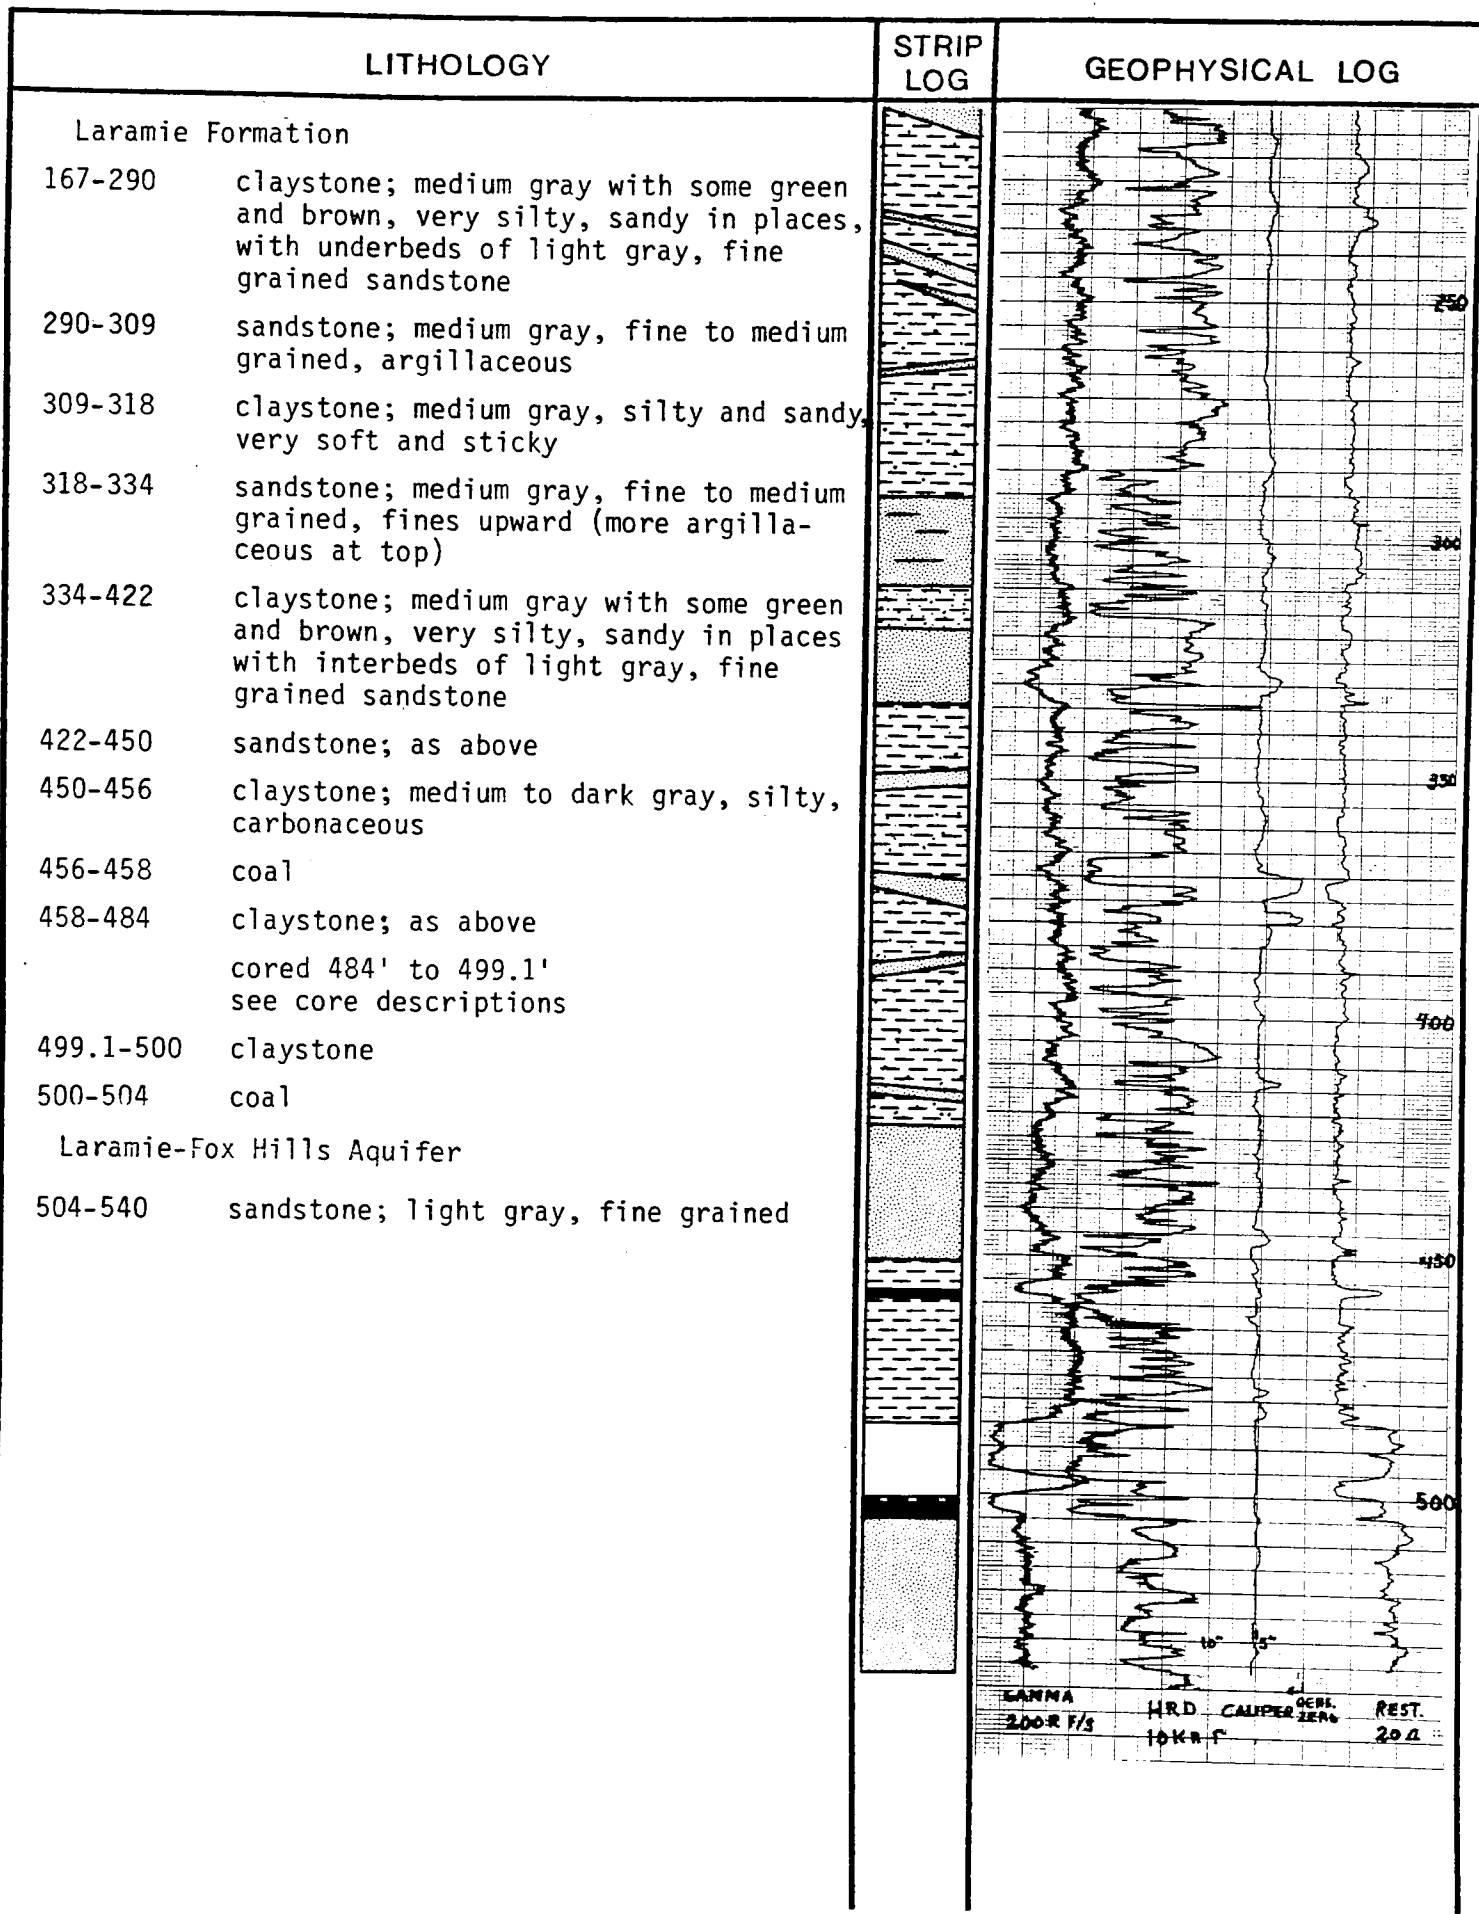 LITHOLOGY
STRIP
LOG
GEOPHYSICAL LOG
Laramie Formation
167-290 claystone; medium gray with some green
and brown, very silty, sandy in places,
with underbeds of light gray, fine
grained sandstone
290-309 sandstone; medium gray, fine to medium
grained, argillaceous
309-318 claystone; medium gray, silty and sandy,
very soft and sticky
318-334 sandstone; medium gray, fine to medium
grained, fines upward (more argilla-
ceous at top)
334-422 claystone; medium gray with some green
and brown, very silty, sandy in places
with interbeds of light gray, fine
grained sandstone
422-450 sandstone; as above
450-456 claystone; medium to dark gray, silty,
carbonaceous
456-458 coal
458-484 claystone; as above
cored 484' to 499.1'
see core descriptions
499.1-500 claystone
500-504 coal
Laramie-Fox Hills Aquifer
504-540 sandstone; light gray, fine grained
250
300
350
400
450
500
10" 5"
GAMMA
HRD
CALIPER
DENS.
ZERO
REST.
20 Ω